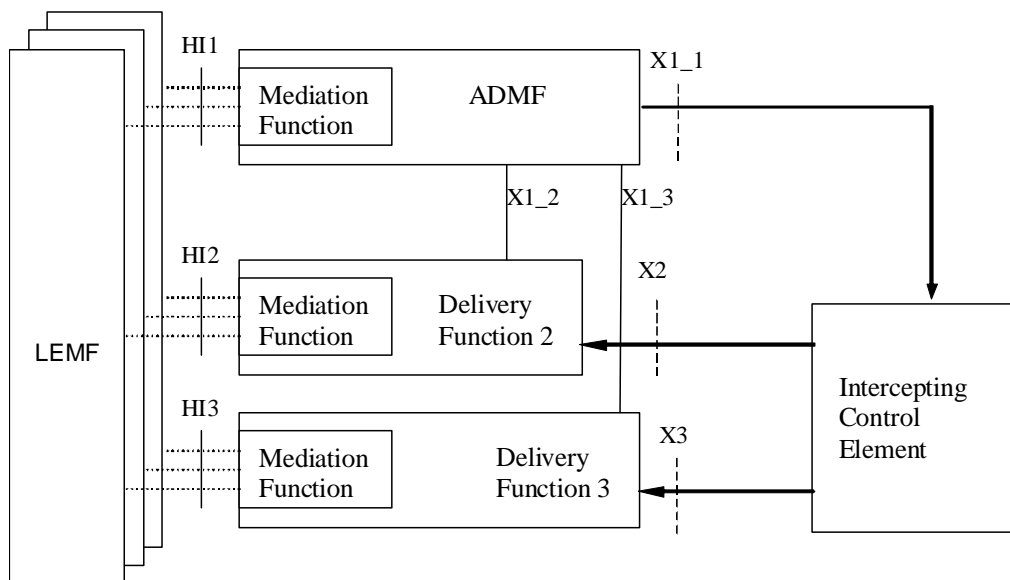 HI1
X1_1
Mediation
Function
ADMF
X1_2
X1_3
HI2
X2
Mediation
Function
Delivery
Function 2
LEMF
Intercepting
Control
Element
HI3
X3
Mediation
Function
Delivery
Function 3